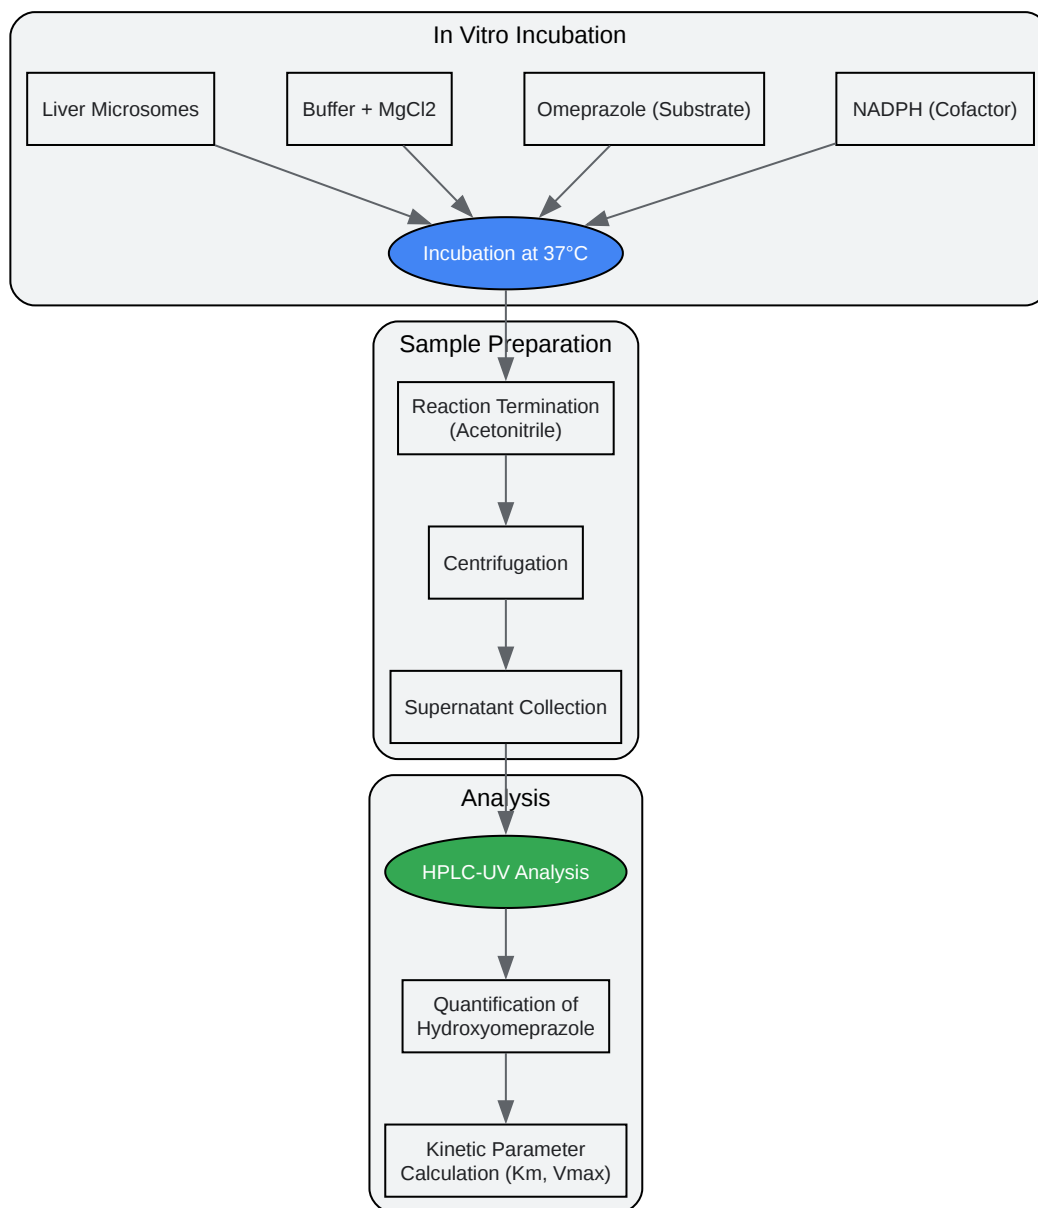 In Vitro Incubation
Liver Microsomes
Buffer + MgCl2
Omeprazole (Substrate)
NADPH (Cofactor)
Incubation at 37°C
Sample Preparation
Reaction Termination
(Acetonitrile)
Centrifugation
Supernatant Collection
Analysis
HPLC-UV Analysis
Quantification of
Hydroxyomeprazole
Kinetic Parameter
Calculation (Km, Vmax)